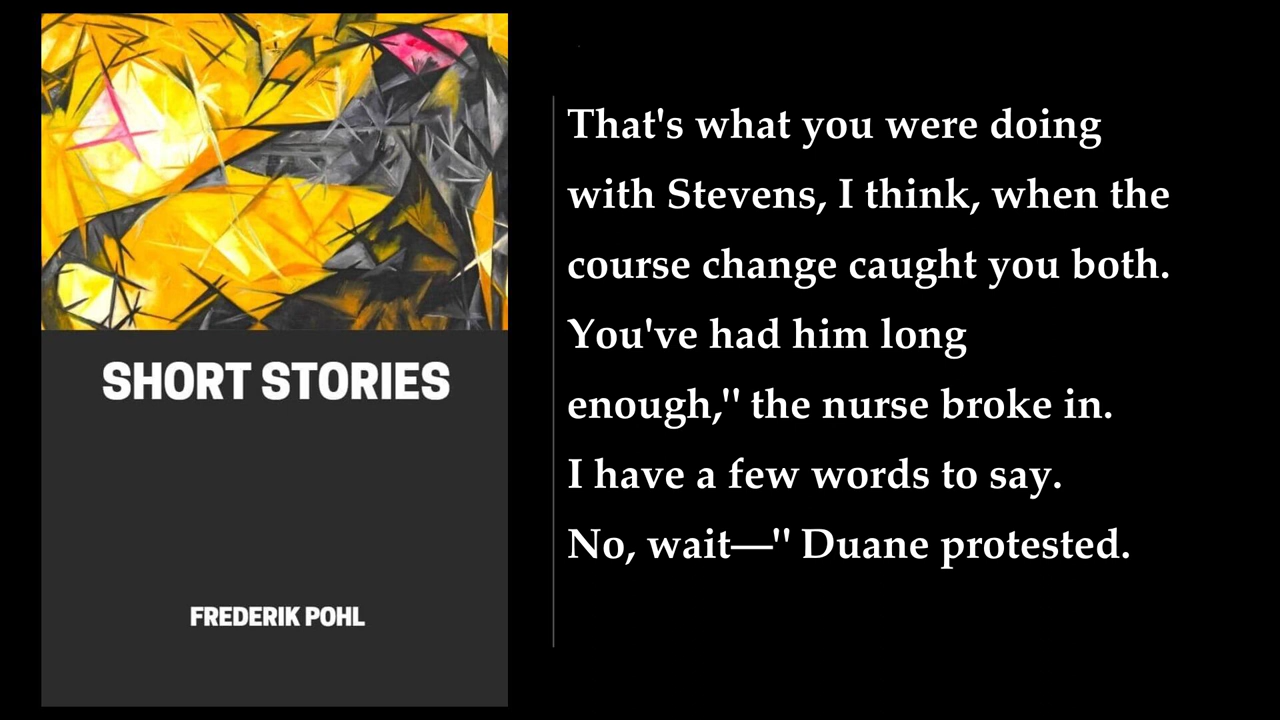 SHORT STORIES
FREDERIK POHL
That's what you were doing
with Stevens, I think, when the
course change caught you both.
You've had him long
enough," the nurse broke in.
I have a few words to say.
No, wait—" Duane protested.